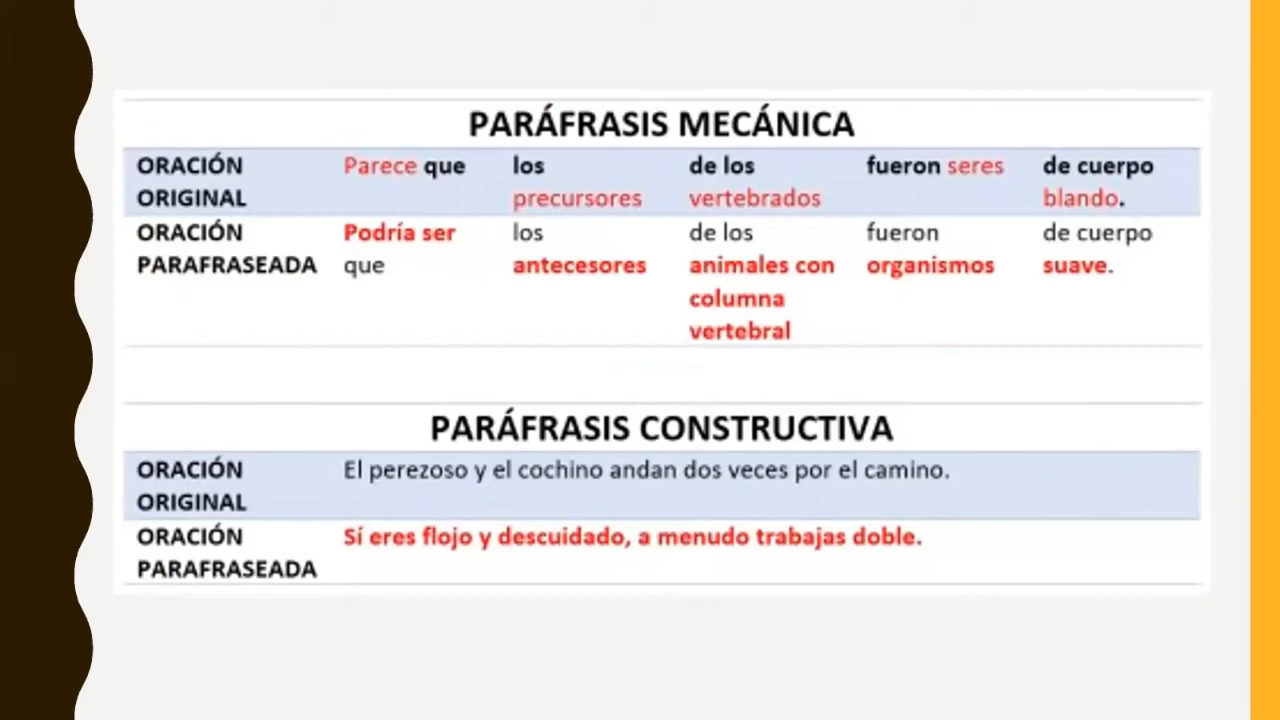 PARÁFRASIS MECÁNICA
ORACIÓN Parece que los de los fueron seres de cuerpo
ORIGINAL precursores vertebrados blando.
ORACIÓN Podría ser los de los fueron de cuerpo
PARAFRASEADA que antecesores animales con organismos suave.
columna
vertebral
PARÁFRASIS CONSTRUCTIVA
ORACIÓN El perezoso y el cochino andan dos veces por el camino.
ORIGINAL
ORACIÓN Sí eres flojo y descuidado, a menudo trabajas doble.
PARAFRASEADA